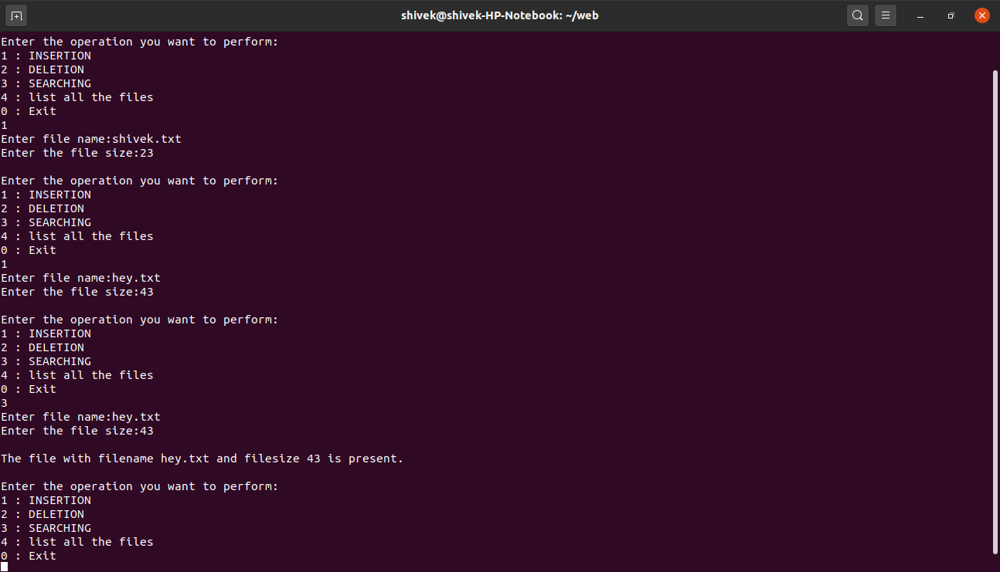 shivek@shivek-HP-Notebook: ~/web
Enter the operation you want to perform:
1 : INSERTION
2 : DELETION
3 : SEARCHING
4 : list all the files
0 : Exit
1
Enter file name:shivek.txt
Enter the file size:23
Enter the operation you want to perform:
1 : INSERTION
2 : DELETION
3 : SEARCHING
4 : list all the files
0 : Exit
1
Enter file name:hey.txt
Enter the file size:43
Enter the operation you want to perform:
1 : INSERTION
2 : DELETION
3 : SEARCHING
4 : list all the files
0 : Exit
3
Enter file name:hey.txt
Enter the file size:43
The file with filename hey.txt and filesize 43 is present.
Enter the operation you want to perform:
1 : INSERTION
2 : DELETION
3 : SEARCHING
4 : list all the files
0 : Exit